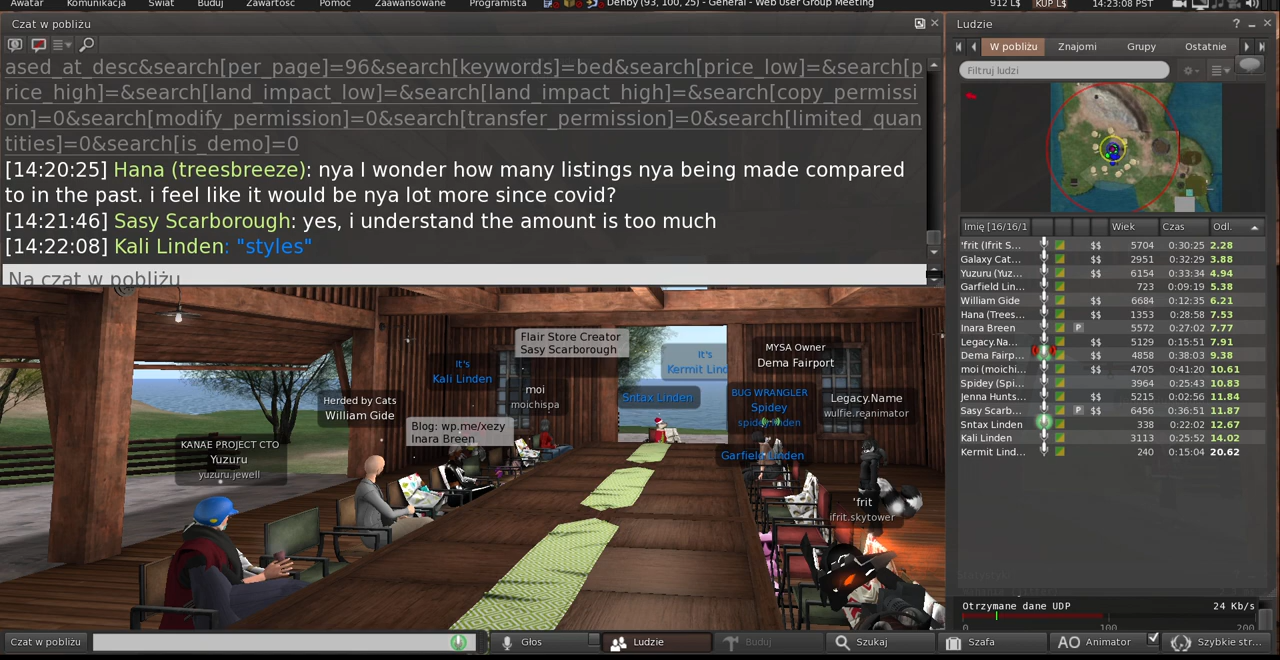 Awatar Komunikacja Świat Buduj Zawartość Pomoc Zaawansowane Programista Denby (93, 100, 25) - General - Web User Group Meeting 912 L$ KUP L$ 14:23:08 PST
Czat w pobliżu
ased_at_desc&search[per_page]=96&search[keywords]=bed&search[price_low]=&search[p
rice_high]=&search[land_impact_low]=&search[land_impact_high]=&search[copy_permissi
on]=0&search[modify_permission]=0&search[transfer_permission]=0&search[limited_quan
tities]=0&search[is_demo]=0
[14:20:25] Hana (treesbreeze): nya I wonder how many listings nya being made compared
to in the past. i feel like it would be nya lot more since covid?
[14:21:46] Sasy Scarborough: yes, i understand the amount is too much
[14:22:08] Kali Linden: "styles"
Na czat w pobliżu
Flair Store Creator
Sasy Scarborough
It's
Kali Linden
It's
Kermit Lind
MYSA Owner
Dema Fairport
moi
moichispa
Sntax Linden
BUG WRANGLER
Spidey
spidey.linden
Legacy.Name
wulfie.reanimator
Herded by Cats
William Gide
Blog: wp.me/xezy
Inara Breen
KANAE PROJECT CTO
Yuzuru
yuzuru.jewell
Garfield Linden
'frit
ifrit.skytower
Ludzie
? _ ×
W pobliżu Znajomi Grupy Ostatnie
Filtruj ludzi
Imię [16/16/1 Wiek Czas Odl.
'frit (Ifrit S... $$ 5704 0:30:25 2.28
Galaxy Cat... $$ 2951 0:32:29 3.88
Yuzuru (Yuz... $$ 6154 0:33:34 4.94
Garfield Lin... 723 0:09:19 5.38
William Gide $$ 6684 0:12:35 6.21
Hana (Trees... $$ 1353 0:28:58 7.53
Inara Breen P 5572 0:27:02 7.77
Legacy.Na... $$ 5129 0:15:51 7.91
Dema Fairp... $$ 4858 0:38:03 9.38
moi (moichi... $$ 4705 0:41:20 10.61
Spidey (Spi... 3964 0:25:43 10.83
Jenna Hunts... $$ 5215 0:02:56 11.84
Sasy Scarb... P $$ 6456 0:36:51 11.87
Sntax Linden 338 0:22:02 12.67
Kali Linden 3113 0:25:52 14.02
Kermit Lind... 240 0:15:04 20.62
Otrzymane dane UDP 24 Kb/s
0 100 200
Czat w pobliżu Głos Ludzie Buduj Szukaj Szafa AO Animator Szybkie str...